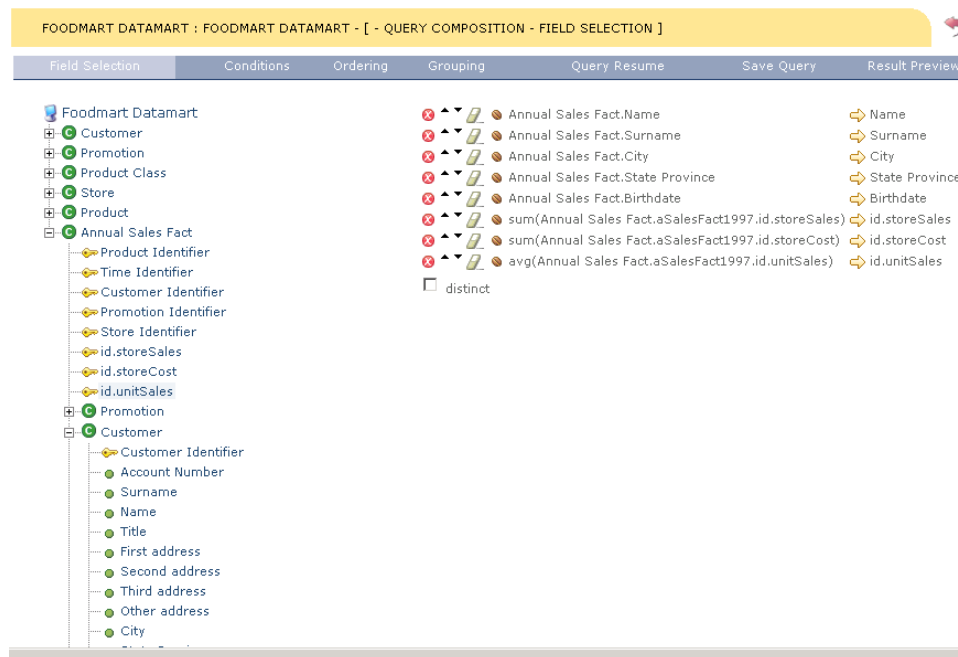 FOODMART DATAMART : FOODMART DATAMART - [ - QUERY COMPOSITION - FIELD SELECTION ]
Field Selection Conditions Ordering Grouping Query Resume Save Query Result Preview
Foodmart Datamart
C Customer
C Promotion
C Product Class
C Store
C Product
C Annual Sales Fact
Product Identifier
Time Identifier
Customer Identifier
Promotion Identifier
Store Identifier
id.storeSales
id.storeCost
id.unitSales
C Promotion
C Customer
Customer Identifier
Account Number
Surname
Name
Title
First address
Second address
Third address
Other address
City
Annual Sales Fact.Name Name
Annual Sales Fact.Surname Surname
Annual Sales Fact.City City
Annual Sales Fact.State Province State Province
Annual Sales Fact.Birthdate Birthdate
sum(Annual Sales Fact.aSalesFact1997.id.storeSales) id.storeSales
sum(Annual Sales Fact.aSalesFact1997.id.storeCost) id.storeCost
avg(Annual Sales Fact.aSalesFact1997.id.unitSales) id.unitSales
distinct